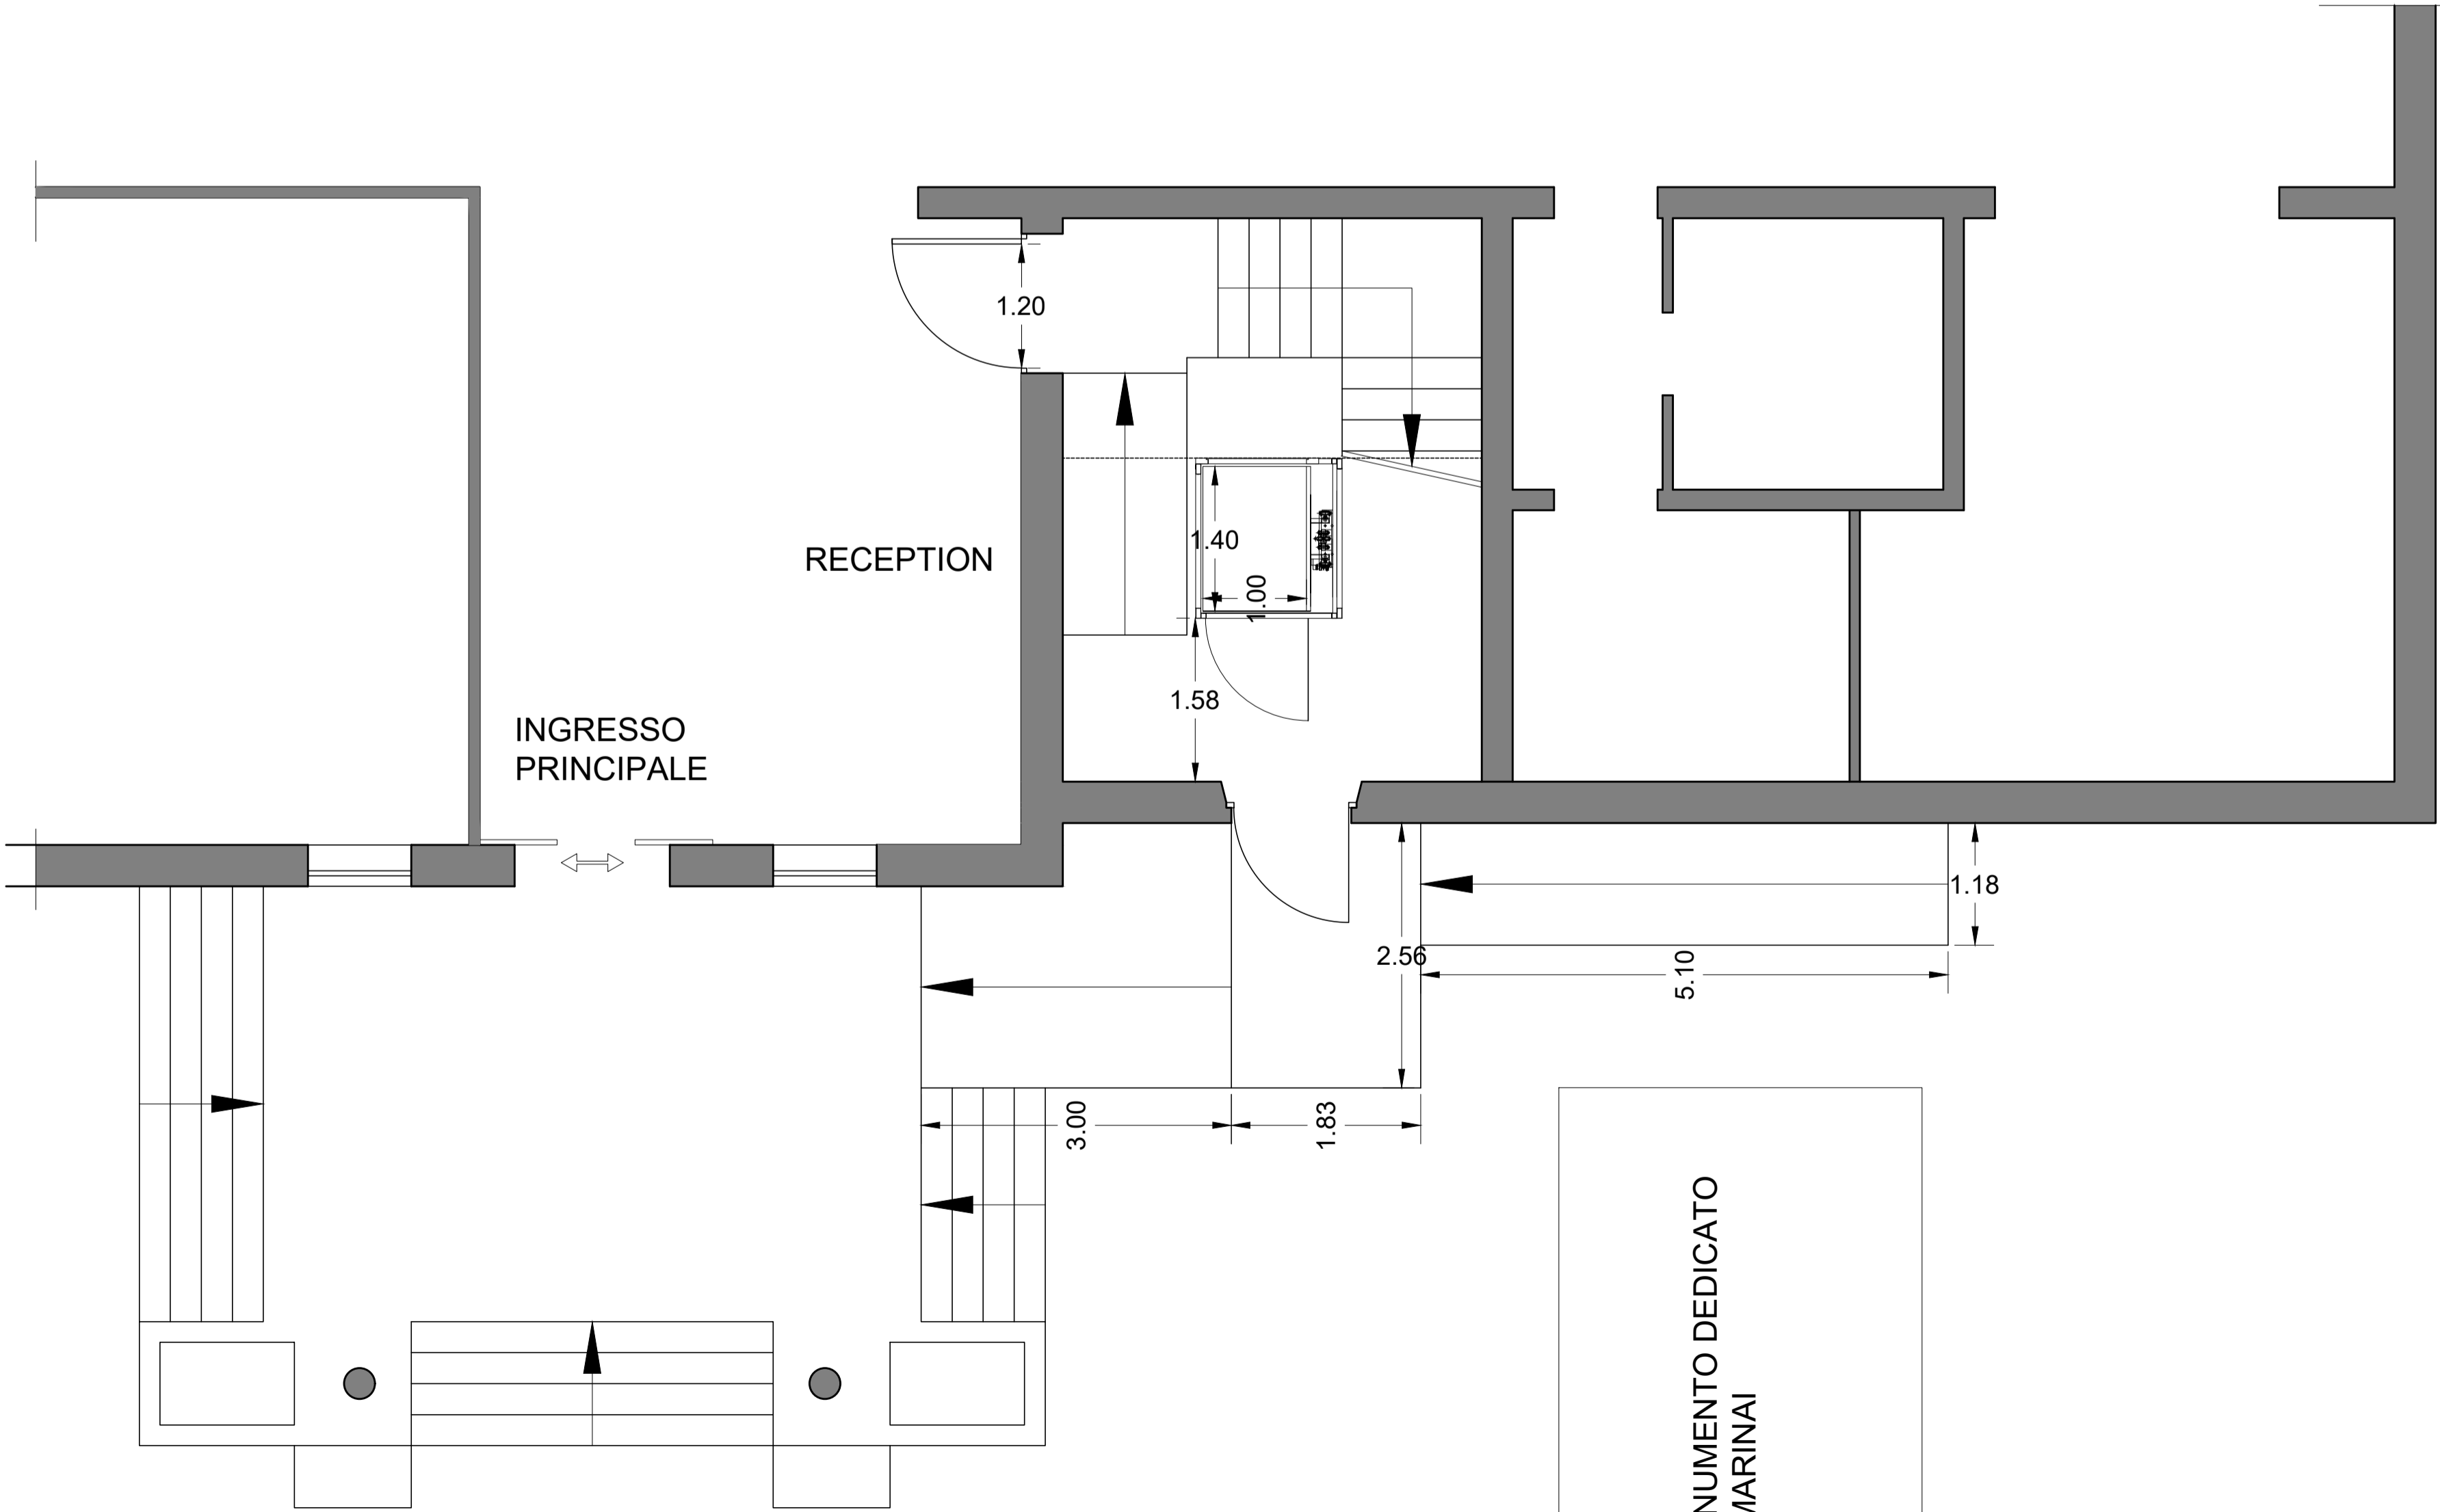 1.20
RECEPTION
1.40
1.00
INGRESSO
PRINCIPALE
1.58
1.18
2.56
5.10
3.00
1.83
NUMENTO DEDICATO
MARINAI